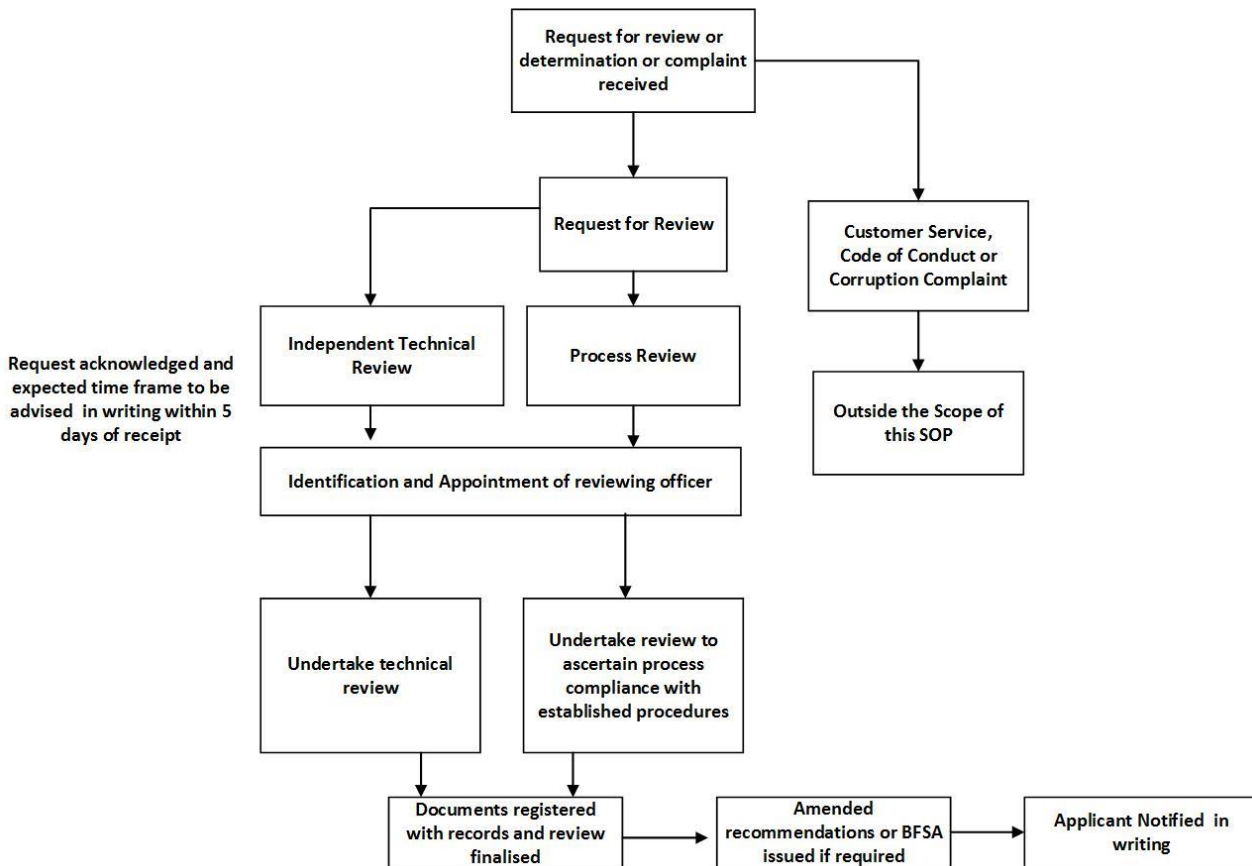 Request for review or
determination or complaint
received
Request for Review
Customer Service,
Code of Conduct or
Corruption Complaint
Independent Technical
Review
Process Review
Request acknowledged and
expected time frame to be
advised in writing within 5
days of receipt
Outside the Scope of
this SOP
Identification and Appointment of reviewing officer
Undertake technical
review
Undertake review to
ascertain process
compliance with
established procedures
Documents registered
with records and review
finalised
Amended
recommendations or BFSA
issued if required
Applicant Notified in
writing